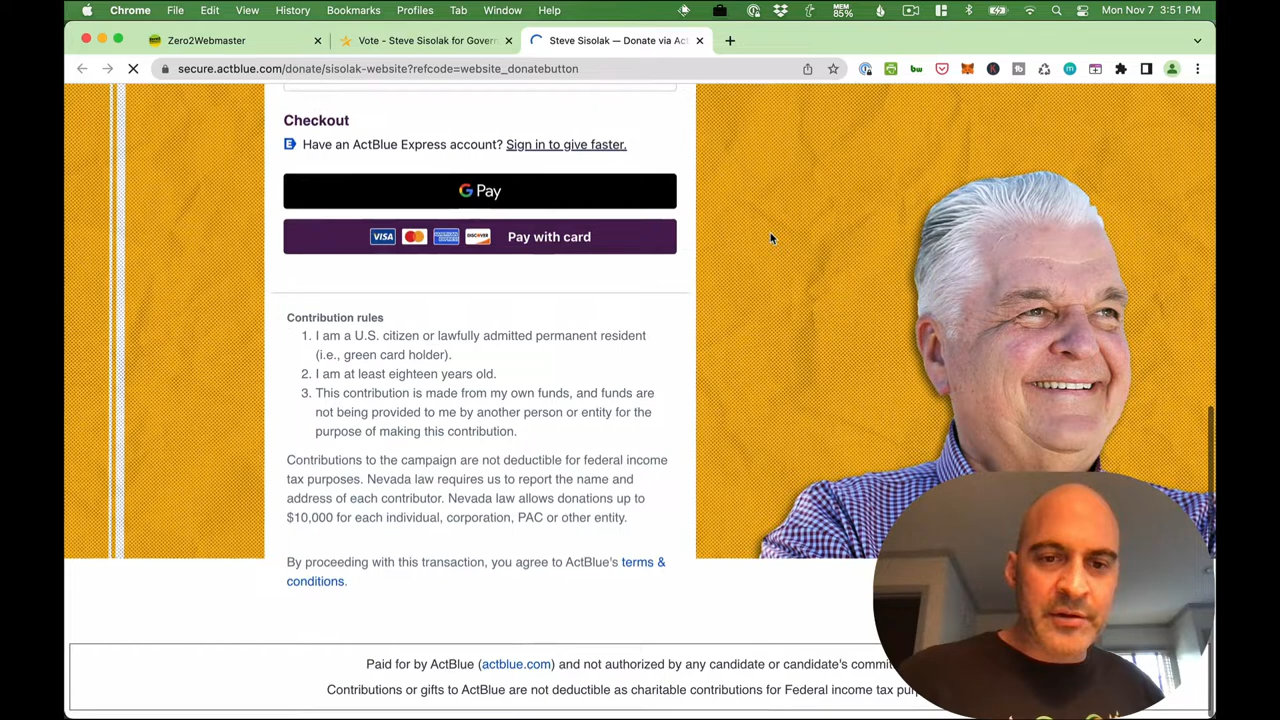 Chrome File Edit View History Bookmarks Profiles Tab Window Help MEM 85% Mon Nov 7 3:51 PM
Zero2Webmaster Vote - Steve Sisolak for Govern Steve Sisolak — Donate via Act
secure.actblue.com/donate/sisolak-website?refcode=website_donatebutton
Checkout
Have an ActBlue Express account? Sign in to give faster.
G Pay
VISA AMERICAN EXPRESS DISCOVER Pay with card
Contribution rules
1. I am a U.S. citizen or lawfully admitted permanent resident
(i.e., green card holder).
2. I am at least eighteen years old.
3. This contribution is made from my own funds, and funds are
not being provided to me by another person or entity for the
purpose of making this contribution.
Contributions to the campaign are not deductible for federal income
tax purposes. Nevada law requires us to report the name and
address of each contributor. Nevada law allows donations up to
$10,000 for each individual, corporation, PAC or other entity.
By proceeding with this transaction, you agree to ActBlue's terms &
conditions.
Paid for by ActBlue (actblue.com) and not authorized by any candidate or candidate's
Contributions or gifts to ActBlue are not deductible as charitable contributions for Federal income tax